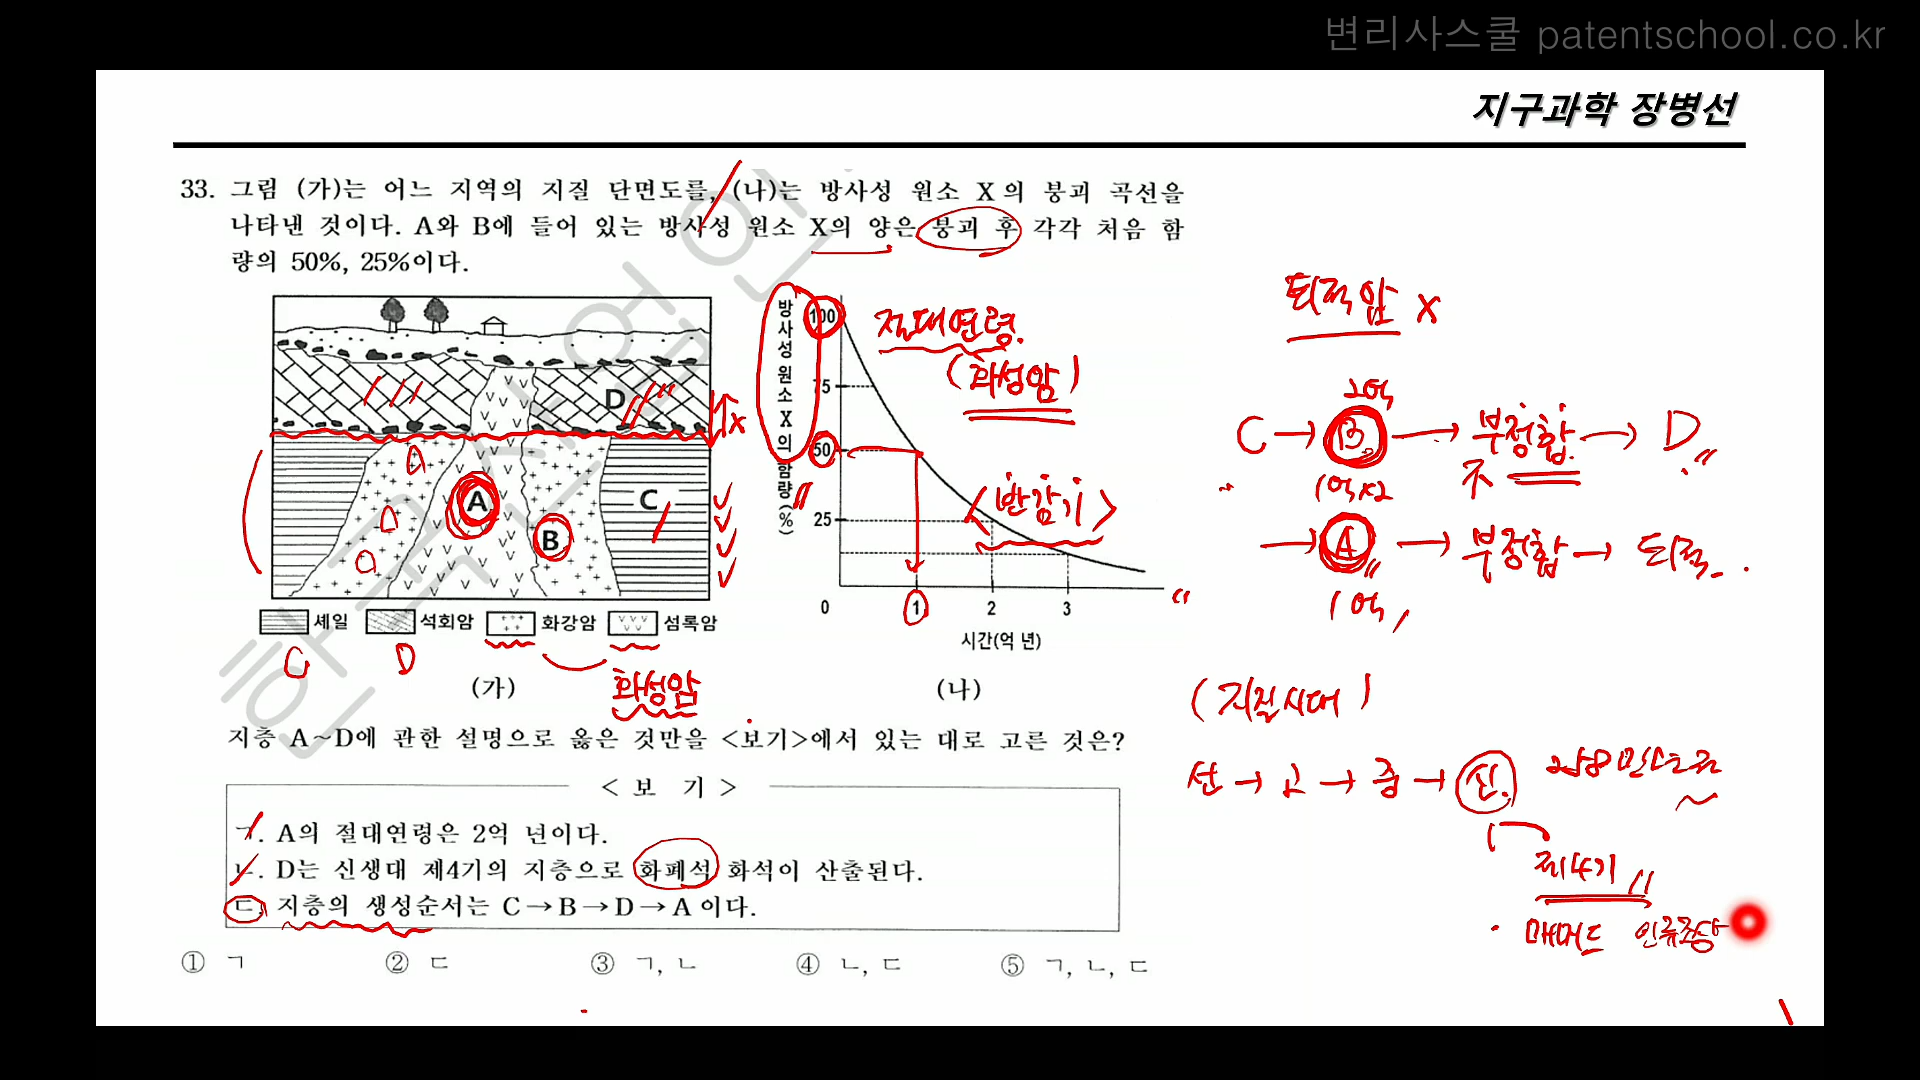 변리사스쿨 patentschool.co.kr
지구과학 장병선
33. 그림 (가)는 어느 지역의 지질 단면도를, (나)는 방사성 원소 X의 붕괴 곡선을
나타낸 것이다. A와 B에 들어 있는 방사성 원소 X의 양은 붕괴 후 각각 처음 함
량의 50%, 25%이다.
D
A
B
C
셰일 석회암 화강암 섬록암
C D
화성암
(가)
방사성 원소 X의 함량(%)
100
75
50
25
0 1 2 3
시간(억 년)
(나)
절대연령
(화성암)
<반감기>
퇴적암 X
2억
C → B → 부정합 → D
1억×2 不
→ A → 부정합 → 퇴적
1억
(지질시대)
선 → 고 → 중 → 신
제4기
매머드 인류조상
지층 A~D에 관한 설명으로 옳은 것만을 <보기>에서 있는 대로 고른 것은?
< 보 기 >
ㄱ. A의 절대연령은 2억 년이다.
ㄴ. D는 신생대 제4기의 지층으로 화폐석 화석이 산출된다.
ㄷ. 지층의 생성순서는 C→B→D→A이다.
① ㄱ ② ㄷ ③ ㄱ, ㄴ ④ ㄴ, ㄷ ⑤ ㄱ, ㄴ, ㄷ